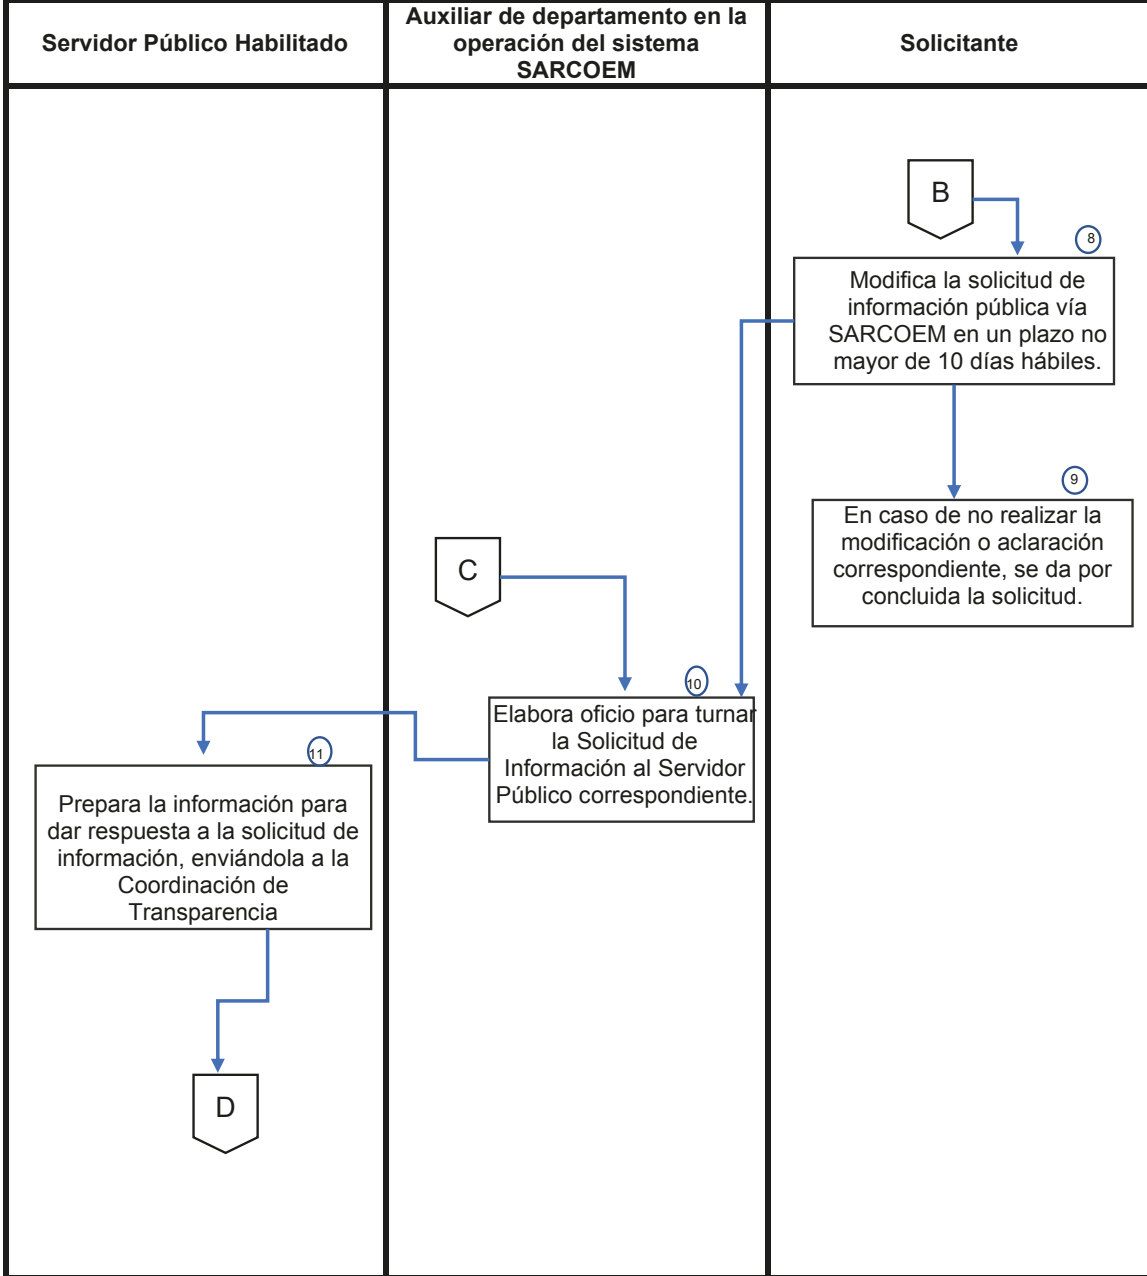 Servidor Público Habilitado
Auxiliar de departamento en la
operación del sistema
SARCOEM
Solicitante
B
8
Modifica la solicitud de
información pública vía
SARCOEM en un plazo no
mayor de 10 días hábiles.
9
En caso de no realizar la
modificación o aclaración
correspondiente, se da por
concluida la solicitud.
C
10
Elabora oficio para turnar
la Solicitud de
Información al Servidor
Público correspondiente.
11
Prepara la información para
dar respuesta a la solicitud de
información, enviándola a la
Coordinación de
Transparencia
D